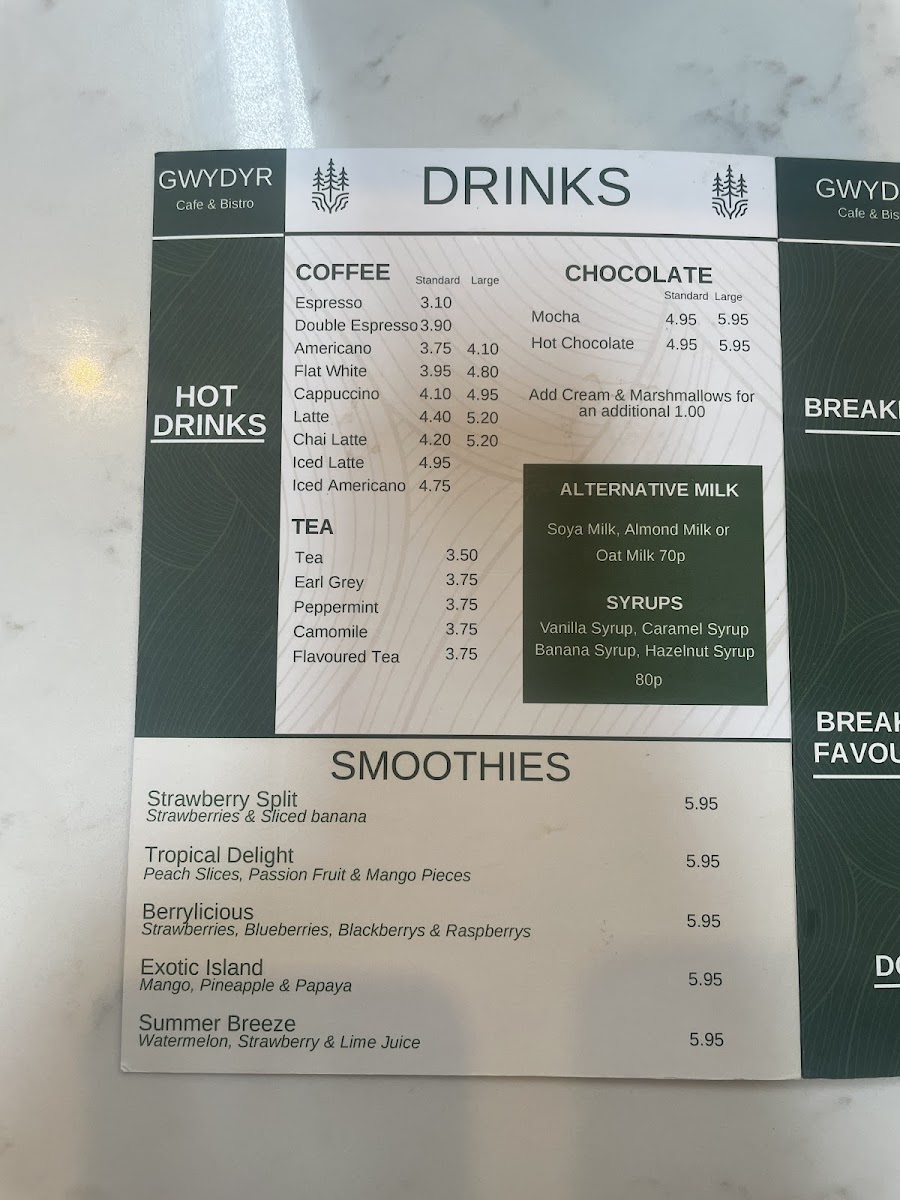 GWYDYR
Cafe & Bistro
DRINKS
HOT
DRINKS
COFFEE Standard Large
Espresso 3.10
Double Espresso 3.90
Americano 3.75 4.10
Flat White 3.95 4.80
Cappuccino 4.10 4.95
Latte 4.40 5.20
Chai Latte 4.20 5.20
Iced Latte 4.95
Iced Americano 4.75
TEA
Tea 3.50
Earl Grey 3.75
Peppermint 3.75
Camomile 3.75
Flavoured Tea 3.75
CHOCOLATE
Standard Large
Mocha 4.95 5.95
Hot Chocolate 4.95 5.95
Add Cream & Marshmallows for
an additional 1.00
ALTERNATIVE MILK
Soya Milk, Almond Milk or
Oat Milk 70p
SYRUPS
Vanilla Syrup, Caramel Syrup
Banana Syrup, Hazelnut Syrup
80p
SMOOTHIES
Strawberry Split 5.95
Strawberries & Sliced banana
Tropical Delight 5.95
Peach Slices, Passion Fruit & Mango Pieces
Berrylicious 5.95
Strawberries, Blueberries, Blackberrys & Raspberrys
Exotic Island 5.95
Mango, Pineapple & Papaya
Summer Breeze 5.95
Watermelon, Strawberry & Lime Juice
GWYD
Cafe & Bis
BREAK
BREAK
FAVOU
DO